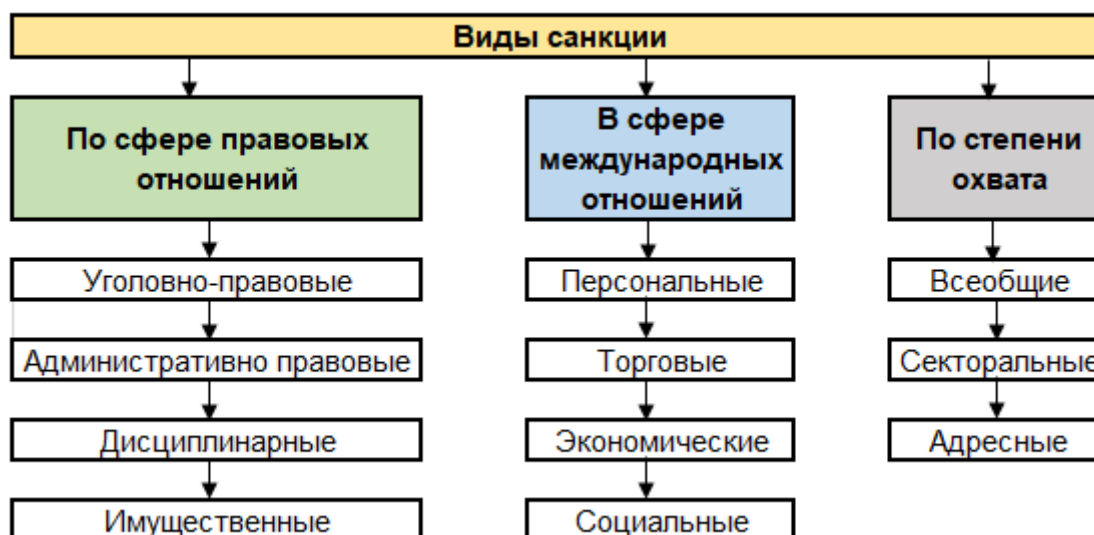 Виды санкции
По сфере правовых
отношений
Уголовно-правовые
Административно правовые
Дисциплинарные
Имущественные
В сфере
международных
отношений
Персональные
Торговые
Экономические
Социальные
По степени
охвата
Всеобщие
Секторальные
Адресные